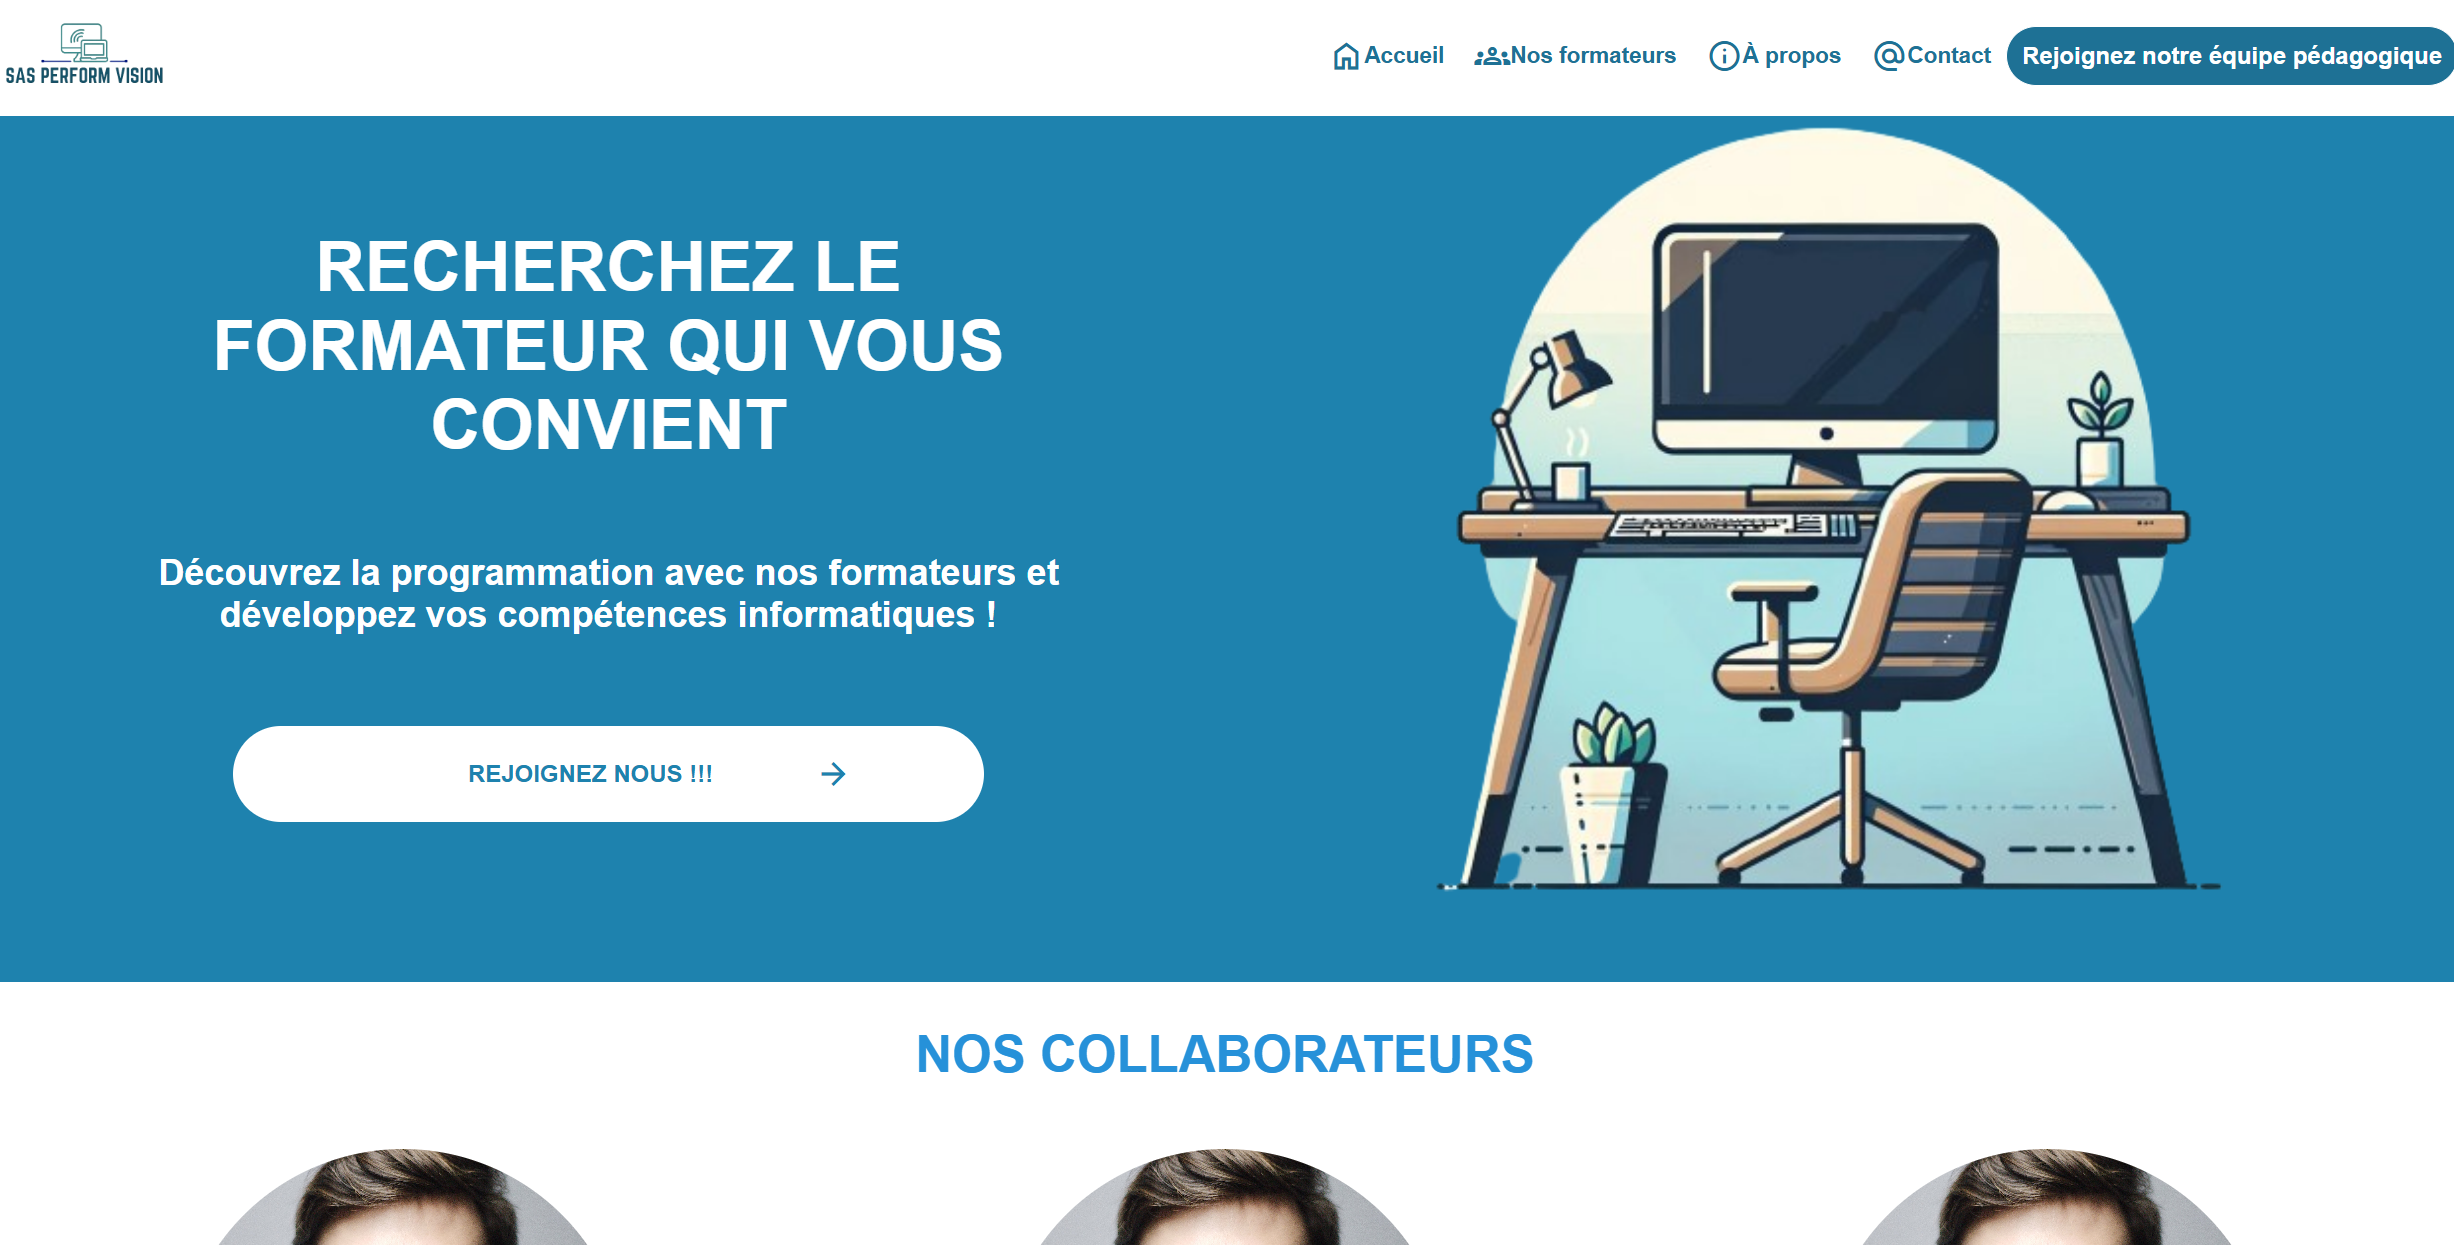 SAS PERFORM VISION
Accueil
Nos formateurs
À propos
Contact
Rejoignez notre équipe pédagogique
RECHERCHEZ LE
FORMATEUR QUI VOUS
CONVIENT
Découvrez la programmation avec nos formateurs et
développez vos compétences informatiques !
REJOIGNEZ NOUS !!!
NOS COLLABORATEURS